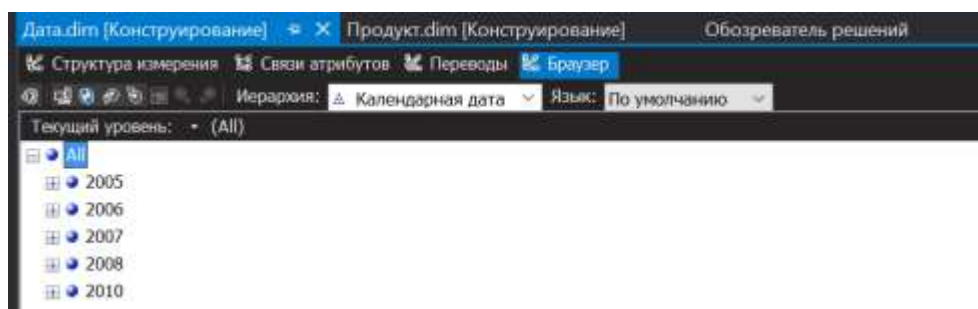 Дата.dim [Конструирование] Продукт.dim [Конструирование] Обозреватель решений
Структура измерения Связи атрибутов Переводы Браузер
Иерархия: Календарная дата Язык: По умолчанию
Текущий уровень: (All)
All
2005
2006
2007
2008
2010